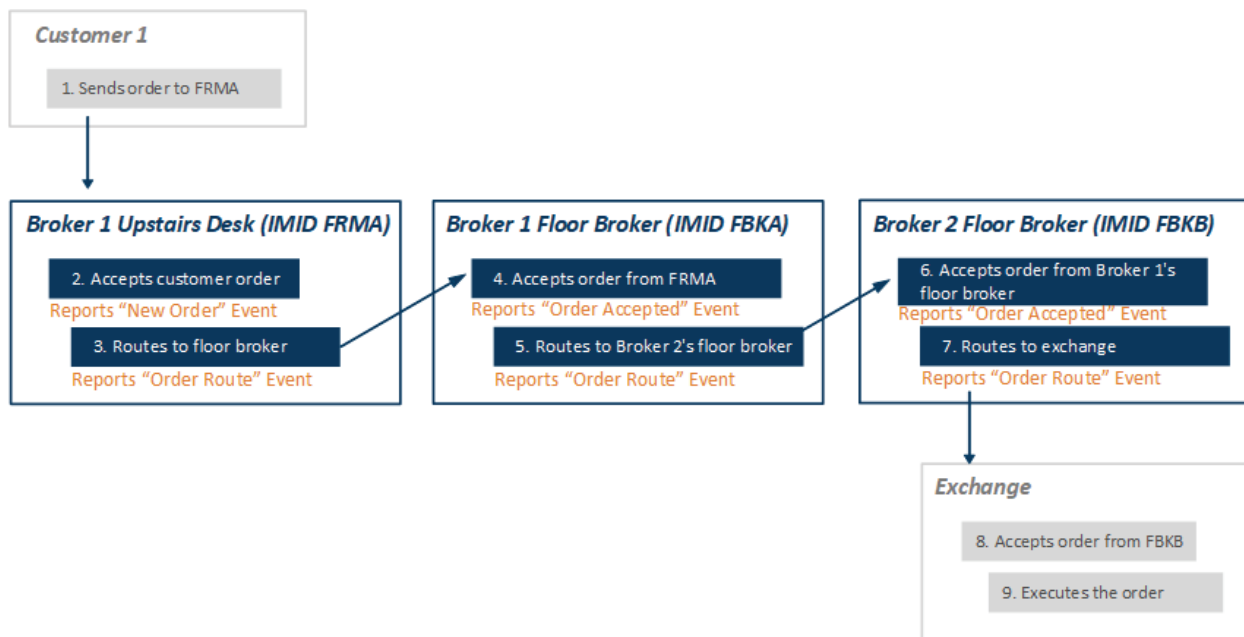 Customer 1
1. Sends order to FRMA
Broker 1 Upstairs Desk (IMID FRMA)
2. Accepts customer order
Reports “New Order” Event
3. Routes to floor broker
Reports “Order Route” Event
Broker 1 Floor Broker (IMID FBKA)
4. Accepts order from FRMA
Reports “Order Accepted” Event
5. Routes to Broker 2's floor broker
Reports “Order Route” Event
Broker 2 Floor Broker (IMID FBKB)
6. Accepts order from Broker 1's
floor broker
Reports “Order Accepted” Event
7. Routes to exchange
Reports “Order Route” Event
Exchange
8. Accepts order from FBKB
9. Executes the order